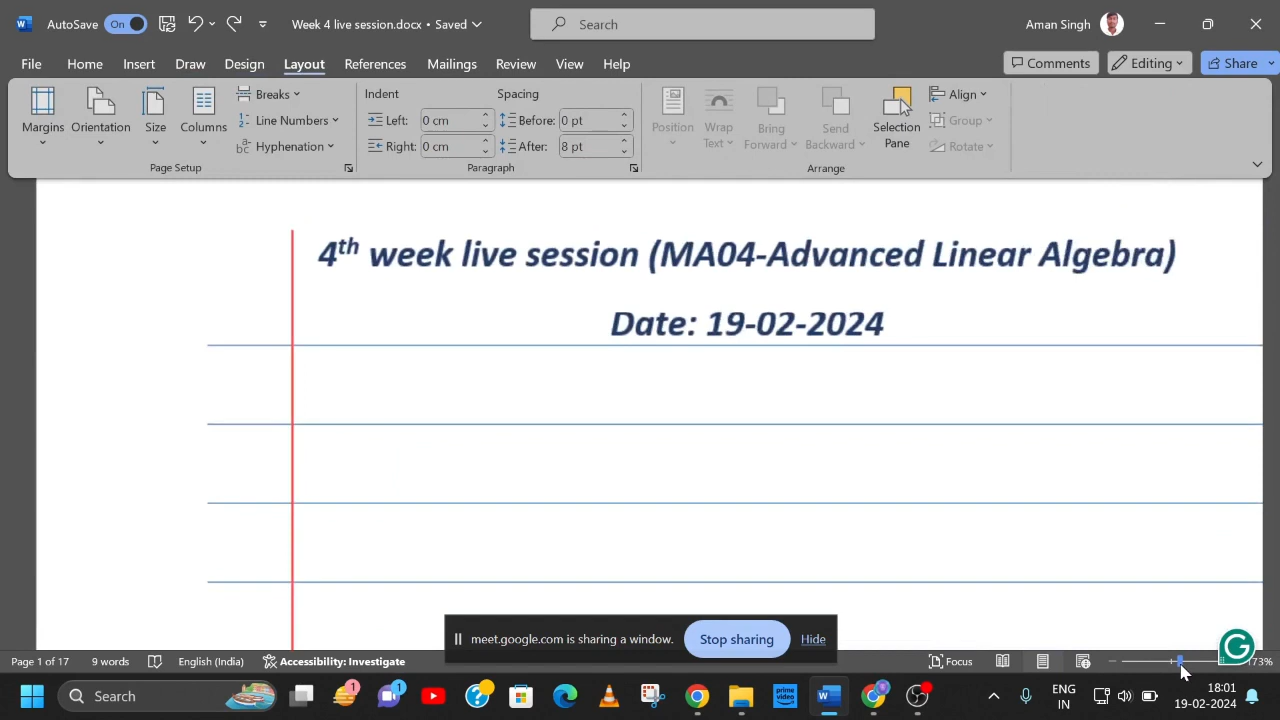 AutoSave On Week 4 live session.docx • Saved Search Aman Singh
File Home Insert Draw Design Layout References Mailings Review View Help Comments Editing Share
Margins Orientation Size Columns Breaks Line Numbers Hyphenation
Page Setup
Indent Spacing
Left: 0 cm Before: 0 pt
Right: 0 cm After: 8 pt
Paragraph
Position Wrap Text Bring Forward Send Backward Selection Pane Align Group Rotate
Arrange
4th week live session (MA04-Advanced Linear Algebra)
Date: 19-02-2024
meet.google.com is sharing a window. Stop sharing Hide
Page 1 of 17 9 words English (India) Accessibility: Investigate Focus 173%
Search 1 1 prime video ENG IN 18:01 19-02-2024